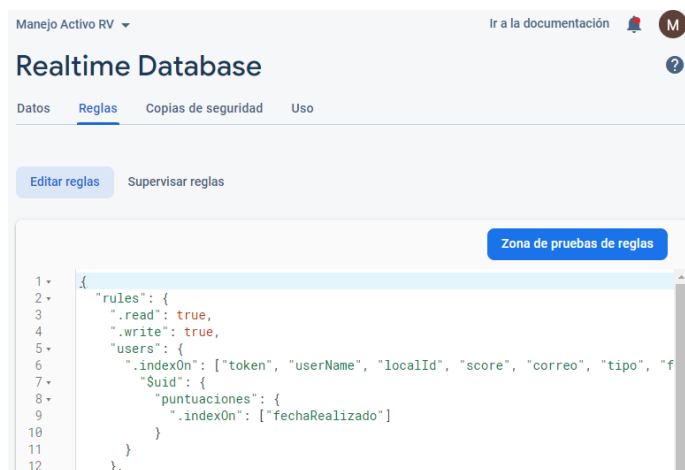 Manejo Activo RV
Ir a la documentación
M
Realtime Database
?
Datos Reglas Copias de seguridad Uso
Editar reglas Supervisar reglas
Zona de pruebas de reglas
1 {
2 "rules": {
3 ".read": true,
4 ".write": true,
5 "users": {
6 ".indexOn": ["token", "userName", "localId", "score", "correo", "tipo", "f
7 "$uid": {
8 "puntuaciones": {
9 ".indexOn": ["fechaRealizado"]
10 }
11 }
12 },